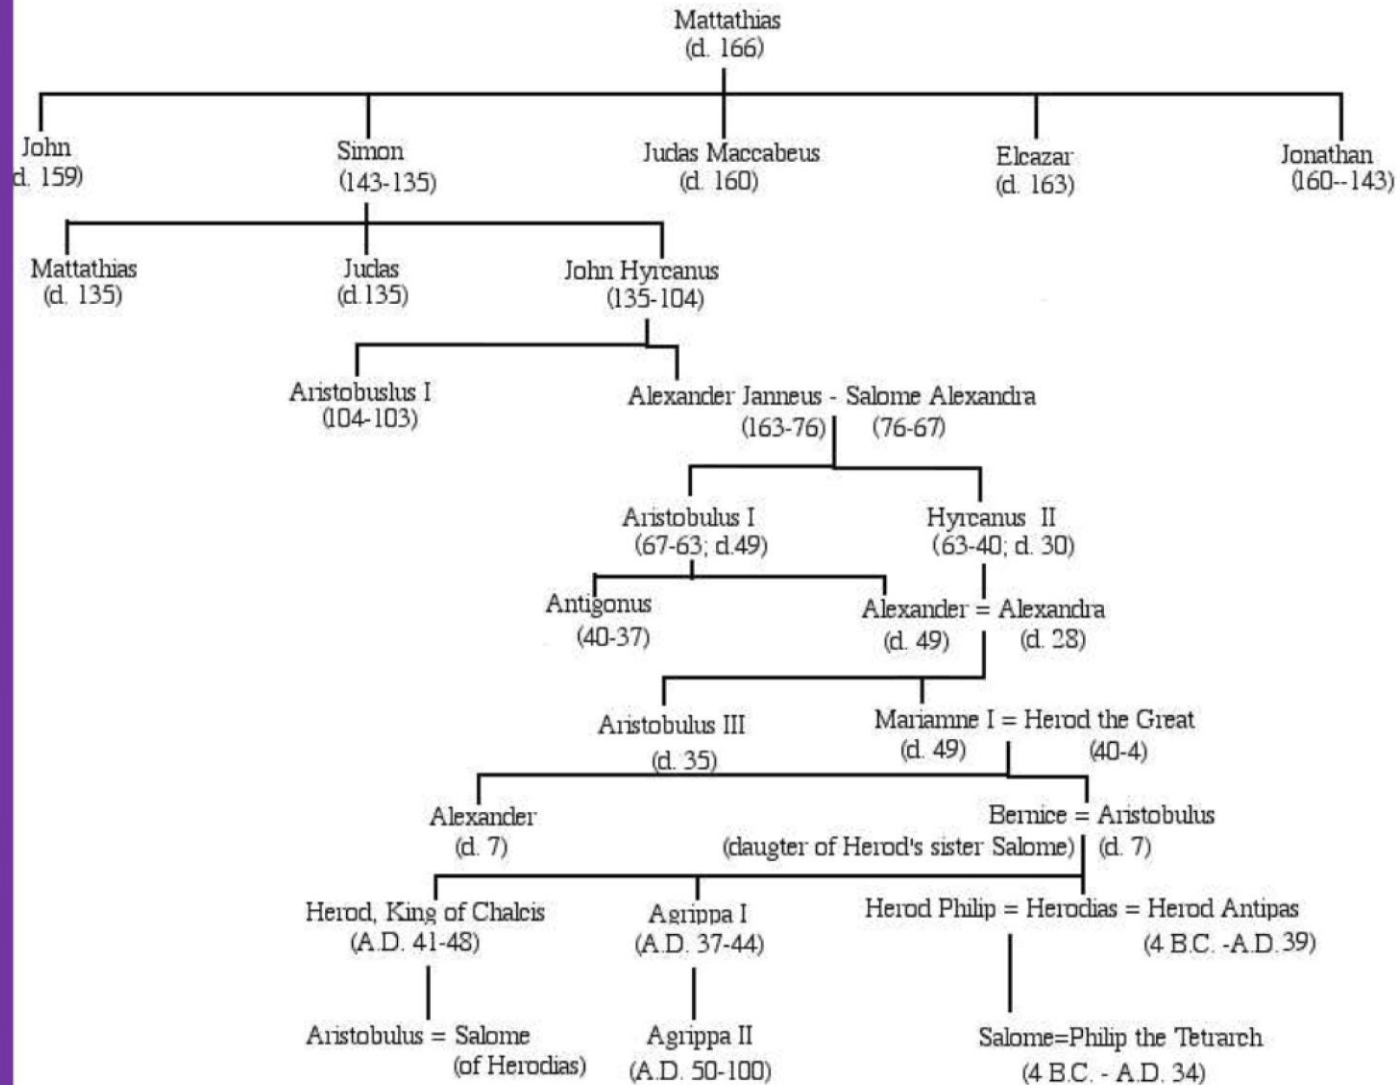 Mattathias
(d. 166)
John Simon Judas Maccabeus Elcazar Jonathan
d. 159) (143-135) (d. 160) (d. 163) (160--143)
Mattathias Judas John Hyrcanus
(d. 135) (d.135) (135-104)
Aristobuslus I Alexander Janneus - Salome Alexandra
(104-103) (163-76) (76-67)
Aristobulus I Hyrcanus II
(67-63; d.49) (63-40; d. 30)
Antigonus Alexander = Alexandra
(40-37) (d. 49) (d. 28)
Aristobulus III Mariamne I = Herod the Great
(d. 35) (d. 49) (40-4)
Alexander Bernice = Aristobulus
(d. 7) (daugter of Herod's sister Salome) (d. 7)
Herod, King of Chalcis Agrippa I Herod Philip = Herodias = Herod Antipas
(A.D. 41-48) (A.D. 37-44) (4 B.C. -A.D. 39)
Aristobulus = Salome Agrippa II Salome=Philip the Tetrarch
(of Herodias) (A.D. 50-100) (4 B.C. - A.D. 34)